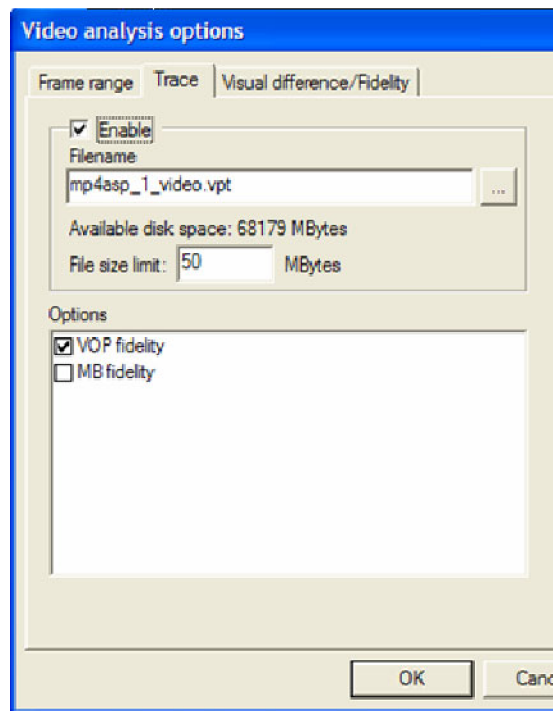 Video analysis options
Frame range Trace Visual difference/Fidelity
Enable
Filename
mp4asp_1_video.vpt ...
Available disk space: 68179 MBytes
File size limit: 50 MBytes
Options
VOP fidelity
MB fidelity
OK Canc